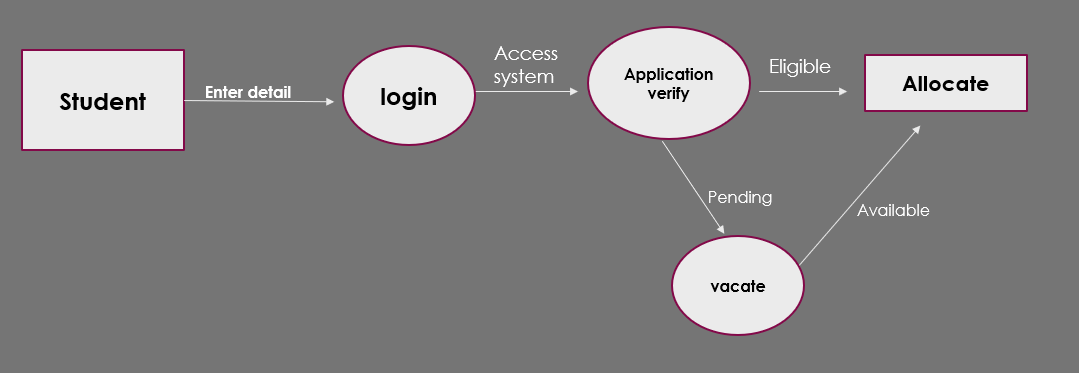 Student
Enter detail
login
Access
system
Application
verify
Eligible
Allocate
Pending
Available
vacate